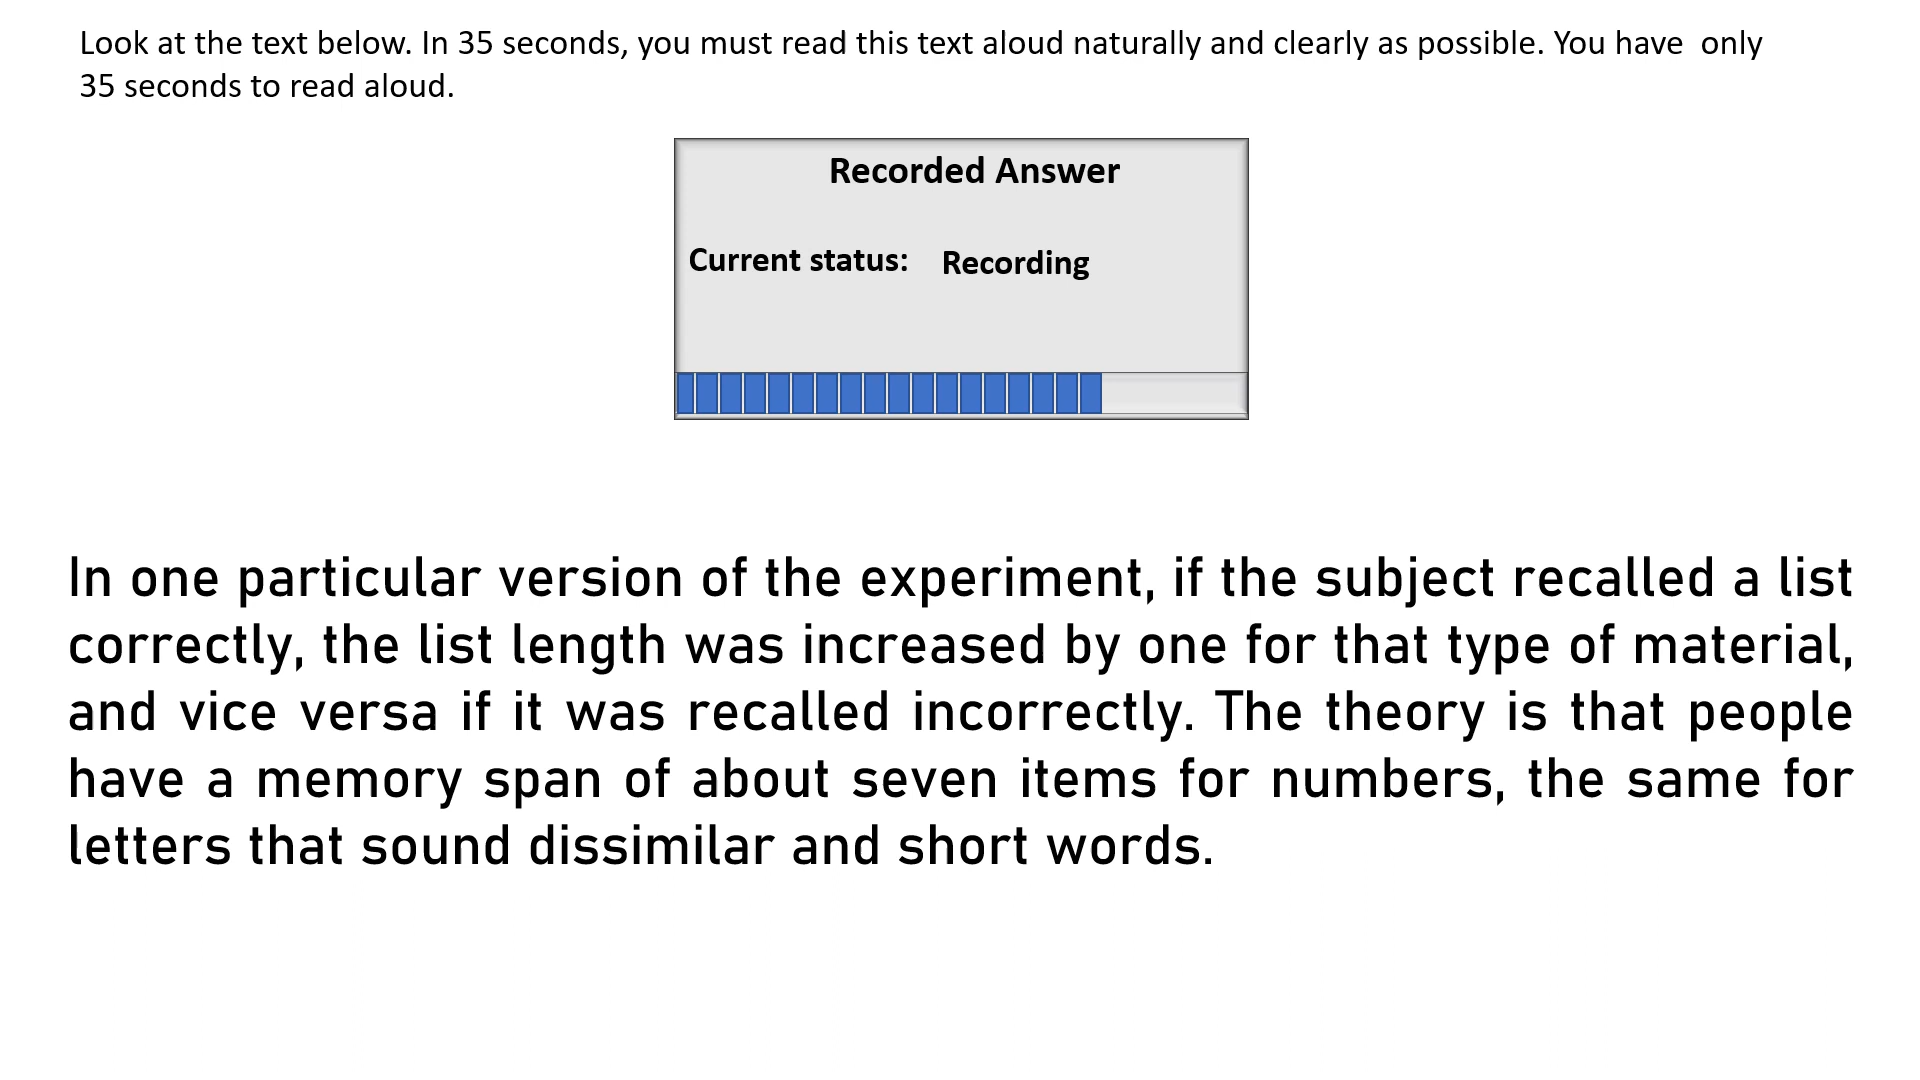 Look at the text below. In 35 seconds, you must read this text aloud naturally and clearly as possible. You have  only
35 seconds to read aloud.
Recorded Answer
Current status: Recording
In one particular version of the experiment, if the subject recalled a list
correctly, the list length was increased by one for that type of material,
and vice versa if it was recalled incorrectly. The theory is that people
have a memory span of about seven items for numbers, the same for
letters that sound dissimilar and short words.